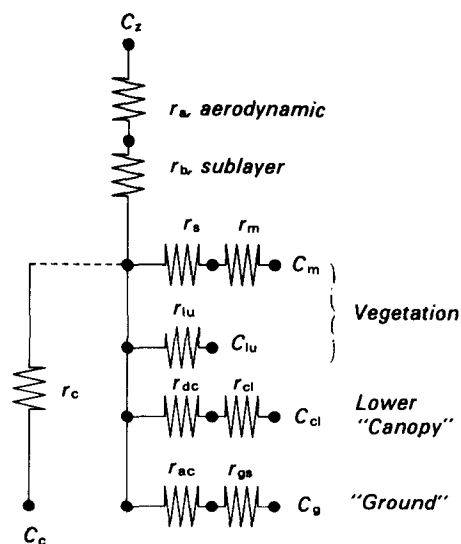 C_z
r_a, aerodynamic
r_b, sublayer
r_s r_m
C_m
Vegetation
r_lu
C_lu
r_c
r_dc r_cl
C_cl
Lower
"Canopy"
r_ac r_gs
C_g
"Ground"
C_c